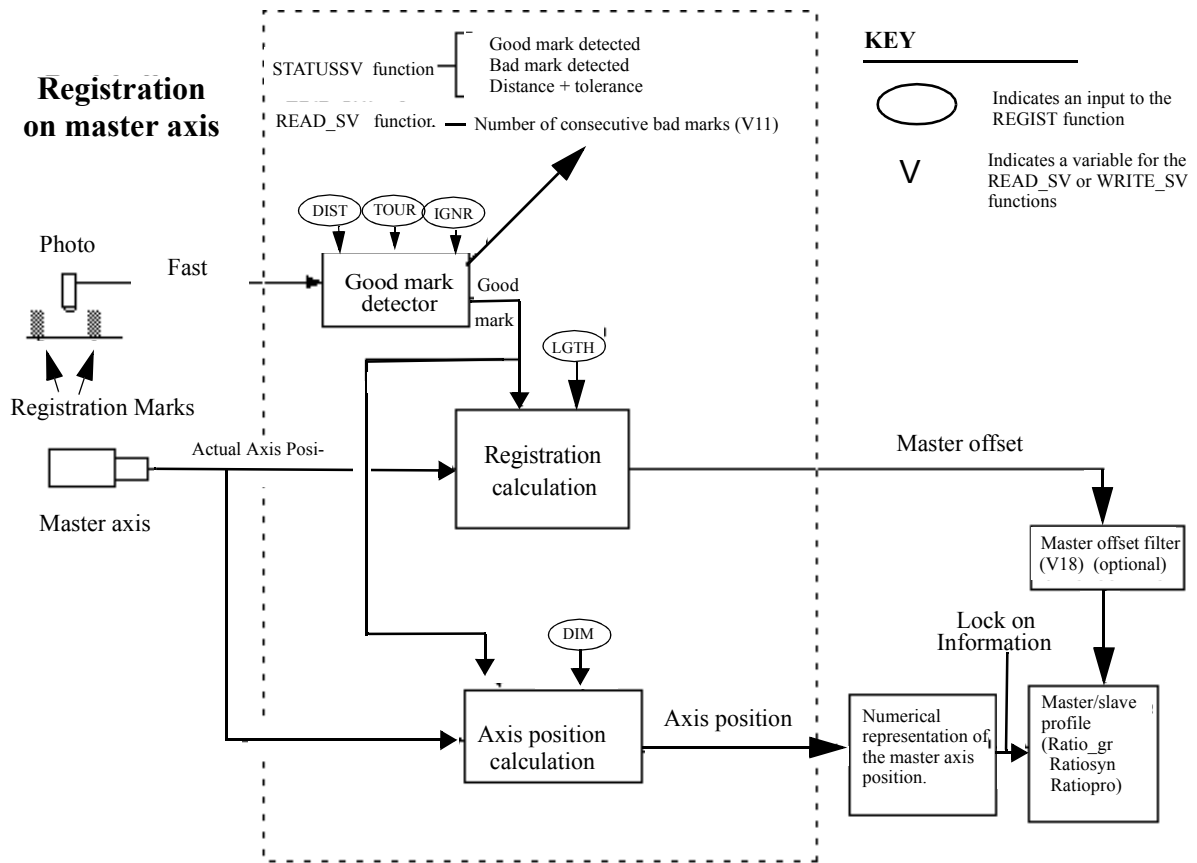 Registration
on master axis
STATUSSV function
Good mark detected
Bad mark detected
Distance + tolerance
READ_SV function
Number of consecutive bad marks (V11)
KEY
Indicates an input to the
REGIST function
V
Indicates a variable for the
READ_SV or WRITE_SV
functions
DIST
TOUR
IGNR
Photo
Fast
Good mark
detector
Good
mark
LGTH
Registration Marks
Actual Axis Posi-
Registration
calculation
Master offset
Master axis
Master offset filter
(V18) (optional)
Lock on
Information
DIM
Axis position
calculation
Axis position
Numerical
representation of
the master axis
position.
Master/slave
profile
(Ratio_gr
Ratiosyn
Ratiopro)